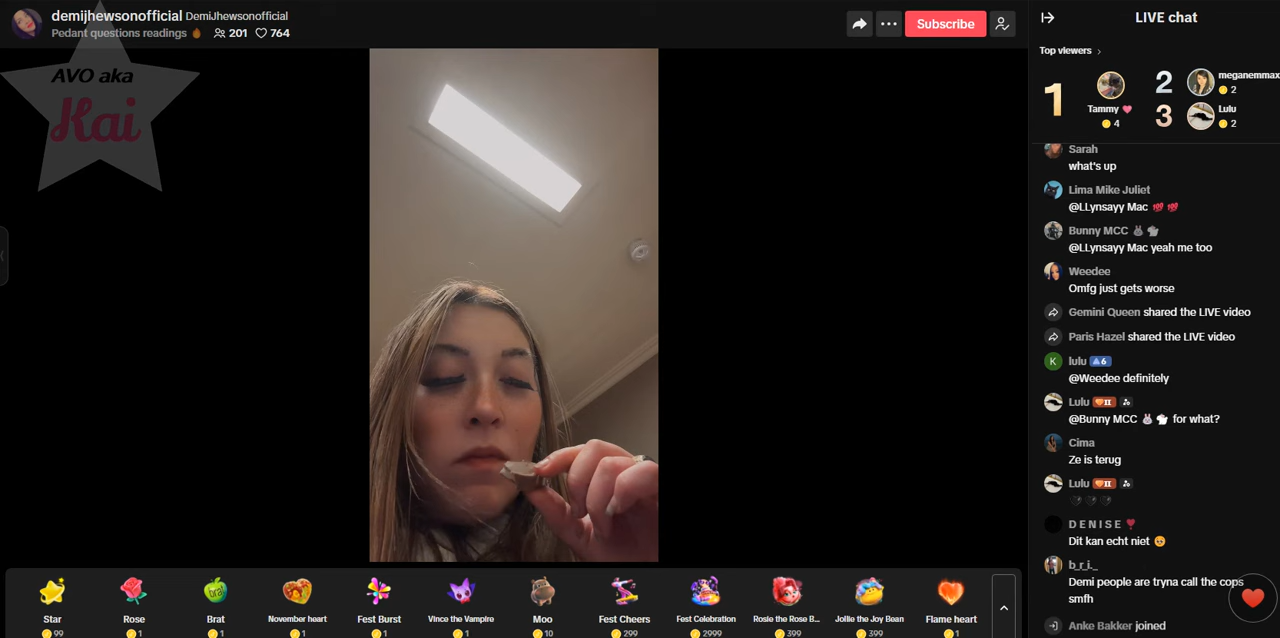 demijhewsonofficial DemiJHewsonofficial
Pedant questions readings 201 764
Subscribe
AVO aka
Kai
LIVE chat
Top viewers
1
Tammy
4
2
meganemmax
2
3
Lulu
2
Sarah
what's up
Lima Mike Juliet
@LLynsayy Mac 💯 💯
Bunny MCC
@LLynsayy Mac yeah me too
Weedee
Omfg just gets worse
Gemini Queen shared the LIVE video
Paris Hazel shared the LIVE video
K
lulu 6
@Weedee definitely
Lulu II
@Bunny MCC for what?
Cima
Ze is terug
Lulu II
D E N I S E
Dit kan echt niet
b_r_i._
Demi people are tryna call the cops
smfh
Anke Bakker joined
brat
Star Rose Brat November heart Fest Burst Vince the Vampire Moo Fest Cheers Fest Celebration Rosie the Rose B... Jollie the Joy Bean Flame heart
99 1 1 1 1 1 10 299 2999 399 399 1